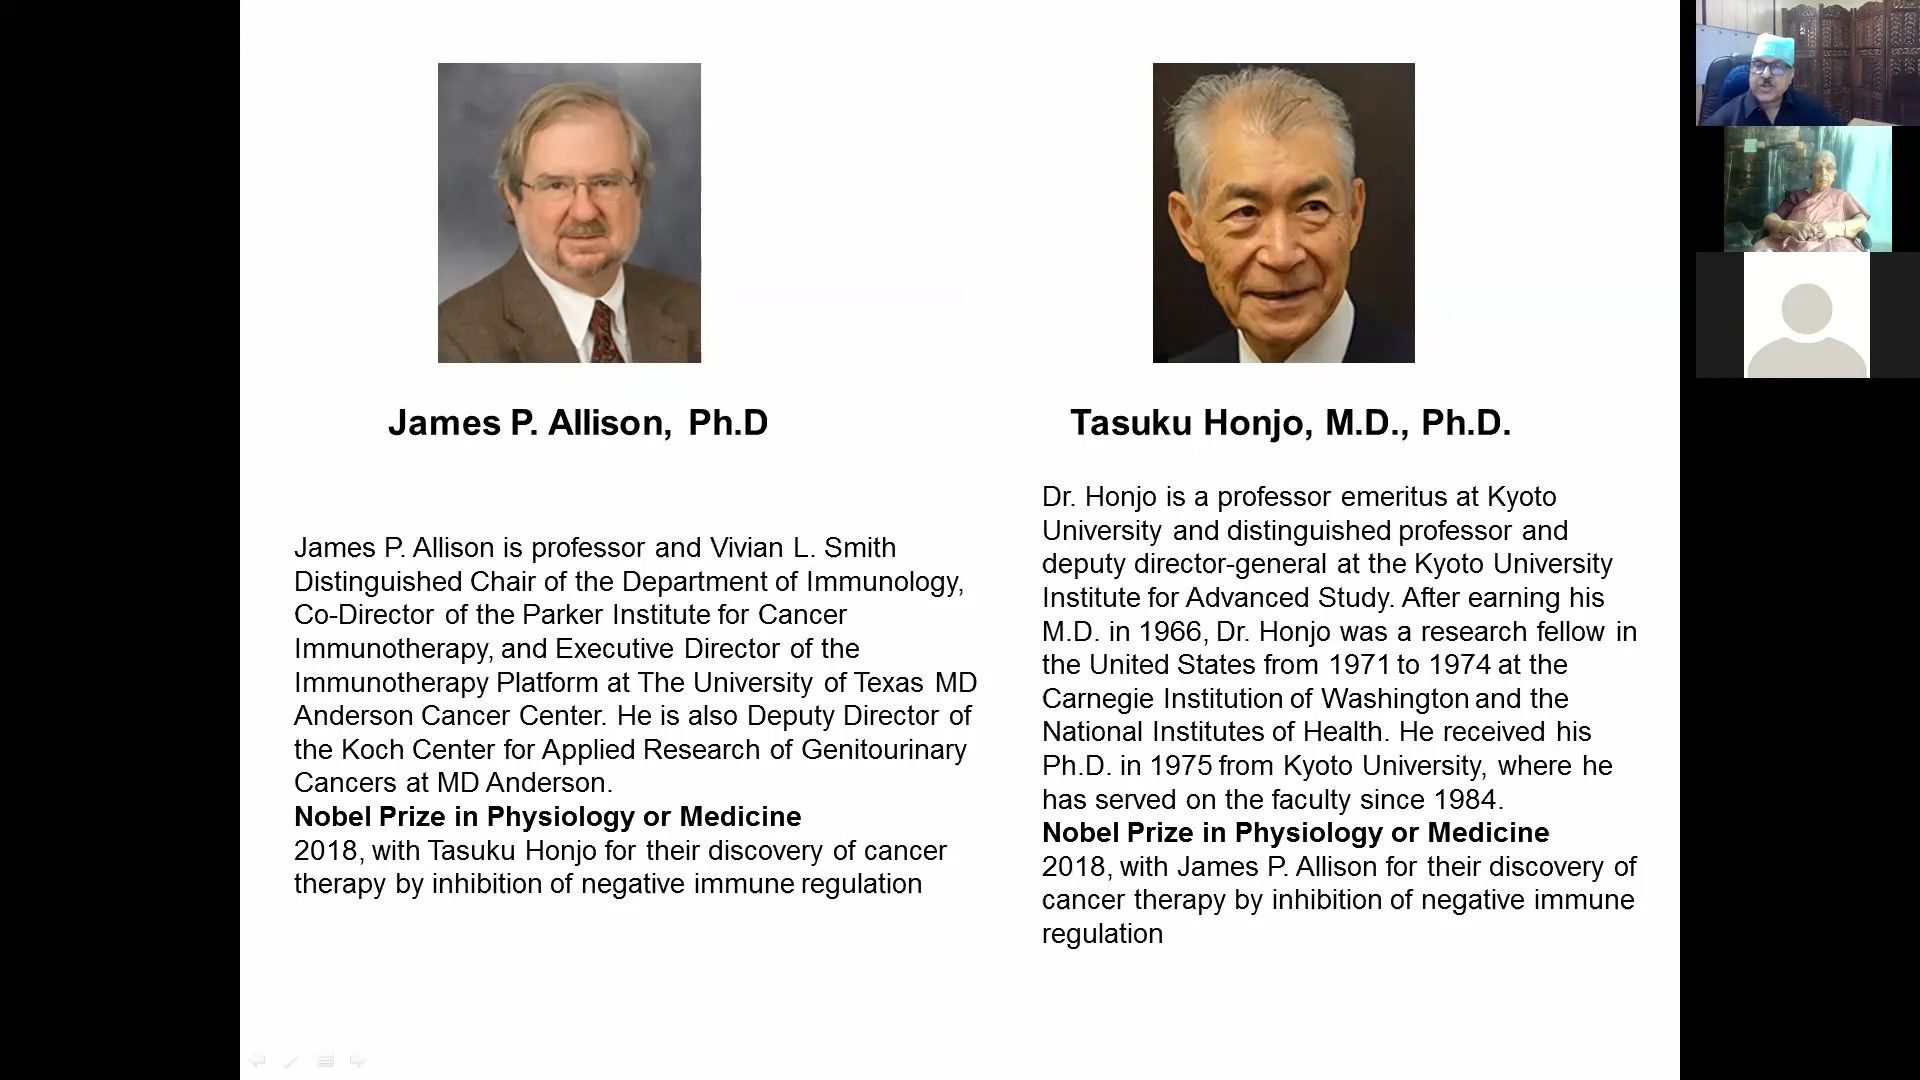 James P. Allison, Ph.D
James P. Allison is professor and Vivian L. Smith
Distinguished Chair of the Department of Immunology,
Co-Director of the Parker Institute for Cancer
Immunotherapy, and Executive Director of the
Immunotherapy Platform at The University of Texas MD
Anderson Cancer Center. He is also Deputy Director of
the Koch Center for Applied Research of Genitourinary
Cancers at MD Anderson.
Nobel Prize in Physiology or Medicine
2018, with Tasuku Honjo for their discovery of cancer
therapy by inhibition of negative immune regulation
Tasuku Honjo, M.D., Ph.D.
Dr. Honjo is a professor emeritus at Kyoto
University and distinguished professor and
deputy director-general at the Kyoto University
Institute for Advanced Study. After earning his
M.D. in 1966, Dr. Honjo was a research fellow in
the United States from 1971 to 1974 at the
Carnegie Institution of Washington and the
National Institutes of Health. He received his
Ph.D. in 1975 from Kyoto University, where he
has served on the faculty since 1984.
Nobel Prize in Physiology or Medicine
2018, with James P. Allison for their discovery of
cancer therapy by inhibition of negative immune
regulation